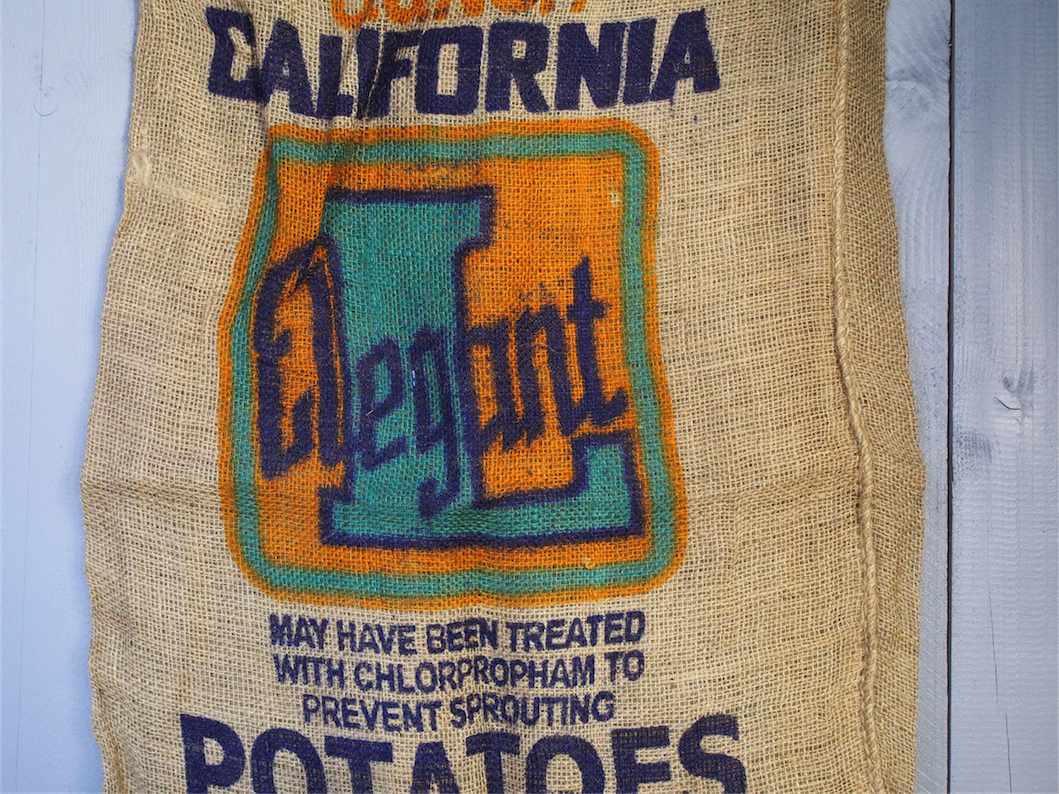 CALIFORNIA
L
Elegant
MAY HAVE BEEN TREATED
WITH CHLORPROPHAM TO
PREVENT SPROUTING
POTATOES